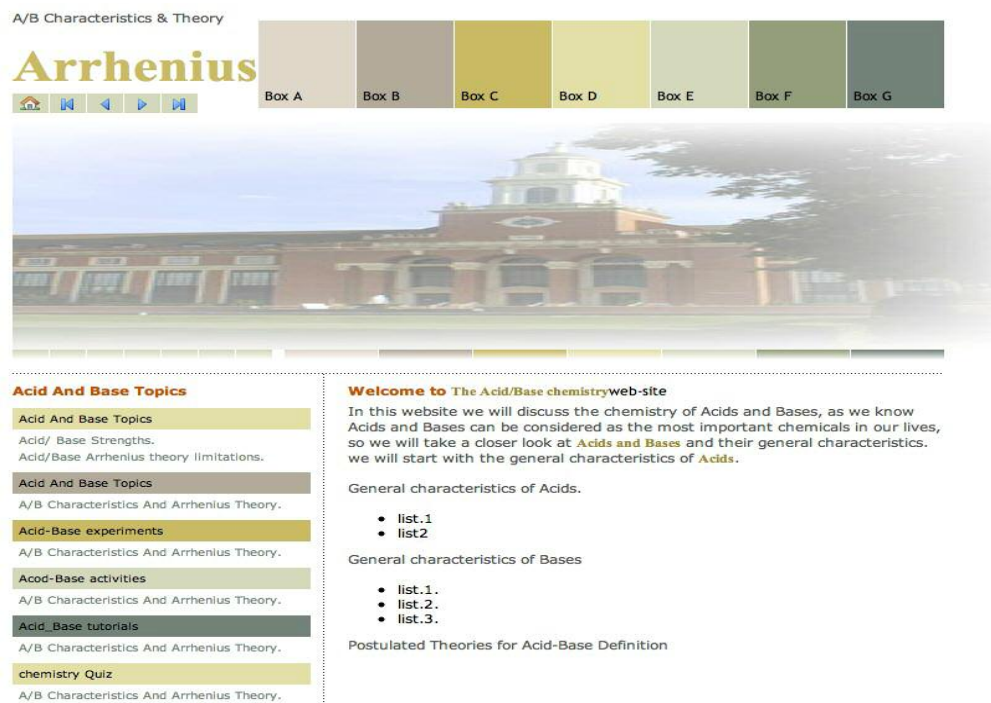 A/B Characteristics & Theory
Arrhenius
Box A
Box B
Box C
Box D
Box E
Box F
Box G
Acid And Base Topics
Acid And Base Topics
Acid/ Base Strengths.
Acid/Base Arrhenius theory limitations.
Acid And Base Topics
A/B Characteristics And Arrhenius Theory.
Acid-Base experiments
A/B Characteristics And Arrhenius Theory.
Acod-Base activities
A/B Characteristics And Arrhenius Theory.
Acid_Base tutorials
A/B Characteristics And Arrhenius Theory.
chemistry Quiz
A/B Characteristics And Arrhenius Theory.
Welcome to The Acid/Base chemistryweb-site
In this website we will discuss the chemistry of Acids and Bases, as we know
Acids and Bases can be considered as the most important chemicals in our lives,
so we will take a closer look at Acids and Bases and their general characteristics.
we will start with the general characteristics of Acids.
General characteristics of Acids.
• list.1
• list2
General characteristics of Bases
• list.1.
• list.2.
• list.3.
Postulated Theories for Acid-Base Definition